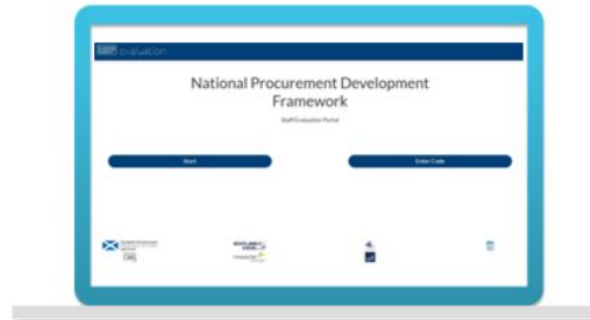 evaluation
National Procurement Development
Framework
Staff Evaluation Portal
Start
Enter Code